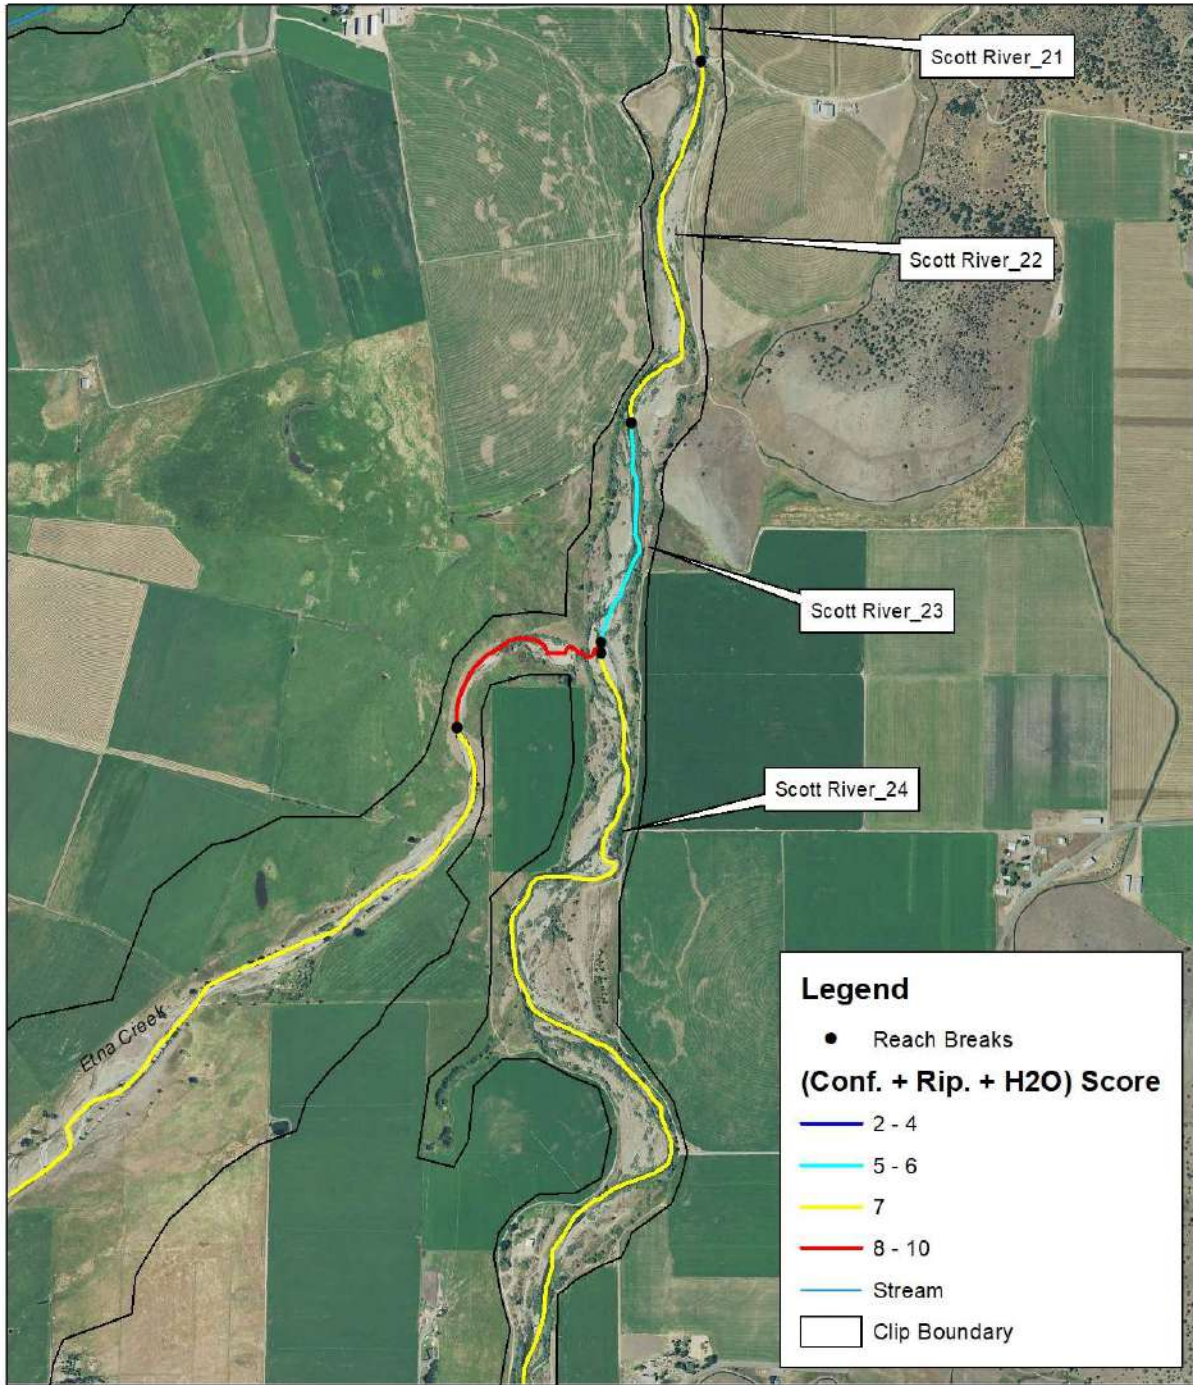 Scott River_21
Scott River_22
Scott River_23
Scott River_24
Etna Creek
Legend
Reach Breaks
(Conf. + Rip. + H2O) Score
2 - 4
5 - 6
7
8 - 10
Stream
Clip Boundary